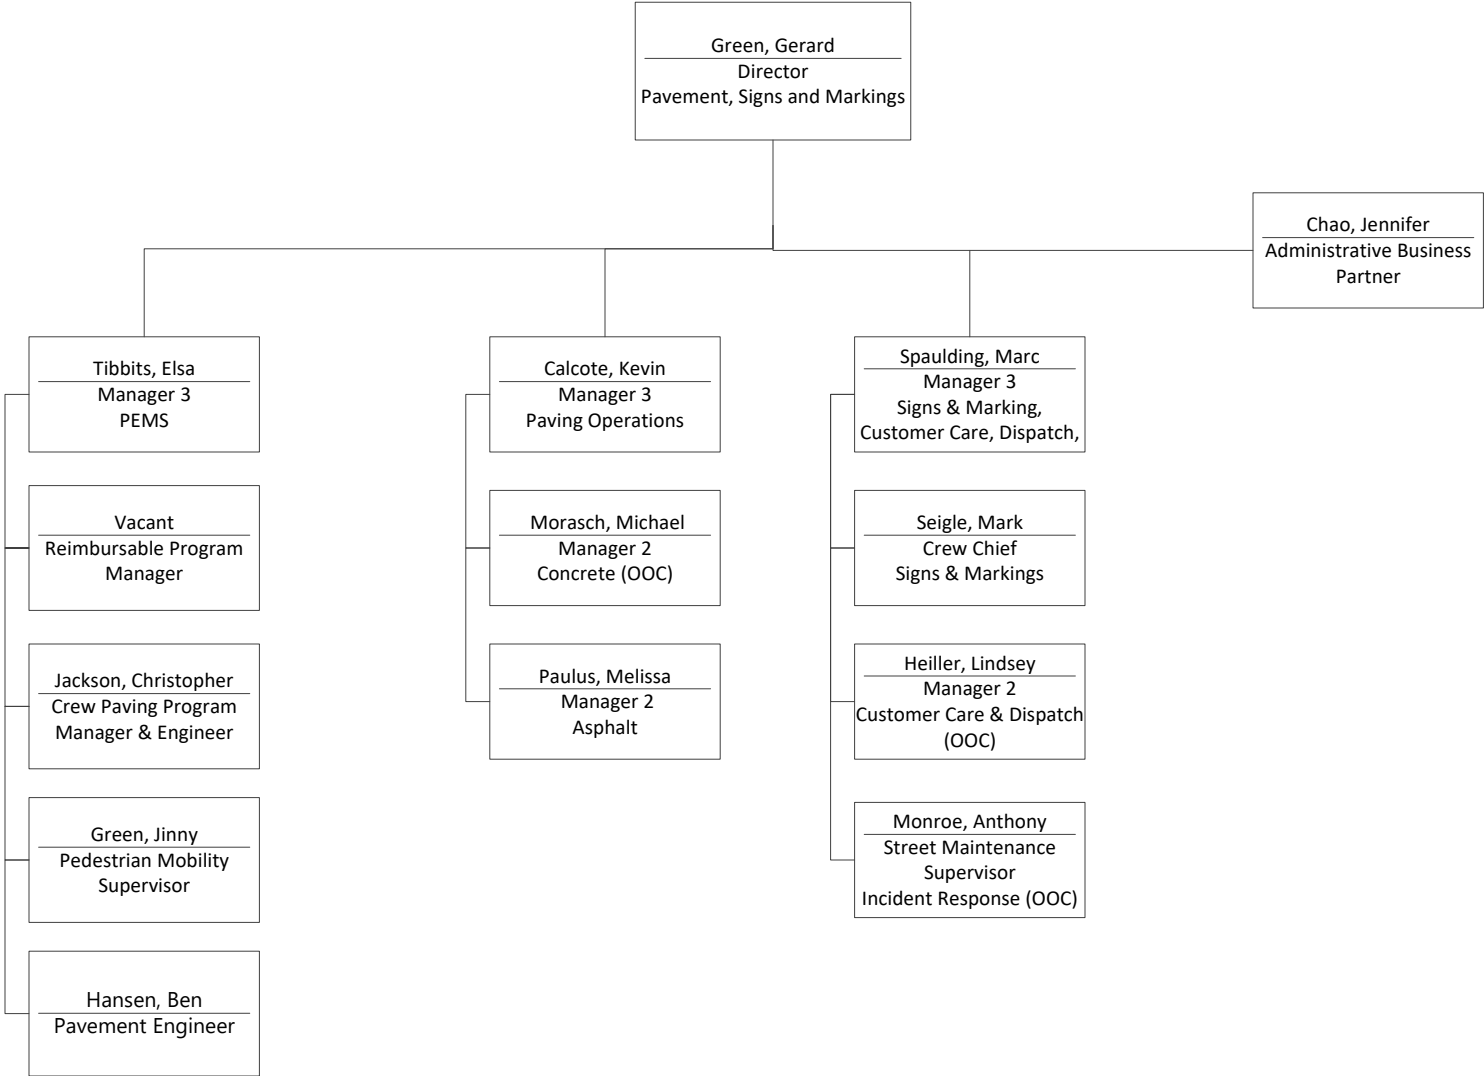 Green, Gerard
Director
Pavement, Signs and Markings
Chao, Jennifer
Administrative Business
Partner
Tibbits, Elsa
Manager 3
PEMS
Vacant
Reimbursable Program
Manager
Jackson, Christopher
Crew Paving Program
Manager & Engineer
Green, Jinny
Pedestrian Mobility
Supervisor
Hansen, Ben
Pavement Engineer
Calcote, Kevin
Manager 3
Paving Operations
Morasch, Michael
Manager 2
Concrete (OOC)
Paulus, Melissa
Manager 2
Asphalt
Spaulding, Marc
Manager 3
Signs & Marking,
Customer Care, Dispatch,
Seigle, Mark
Crew Chief
Signs & Markings
Heiller, Lindsey
Manager 2
Customer Care & Dispatch
(OOC)
Monroe, Anthony
Street Maintenance
Supervisor
Incident Response (OOC)